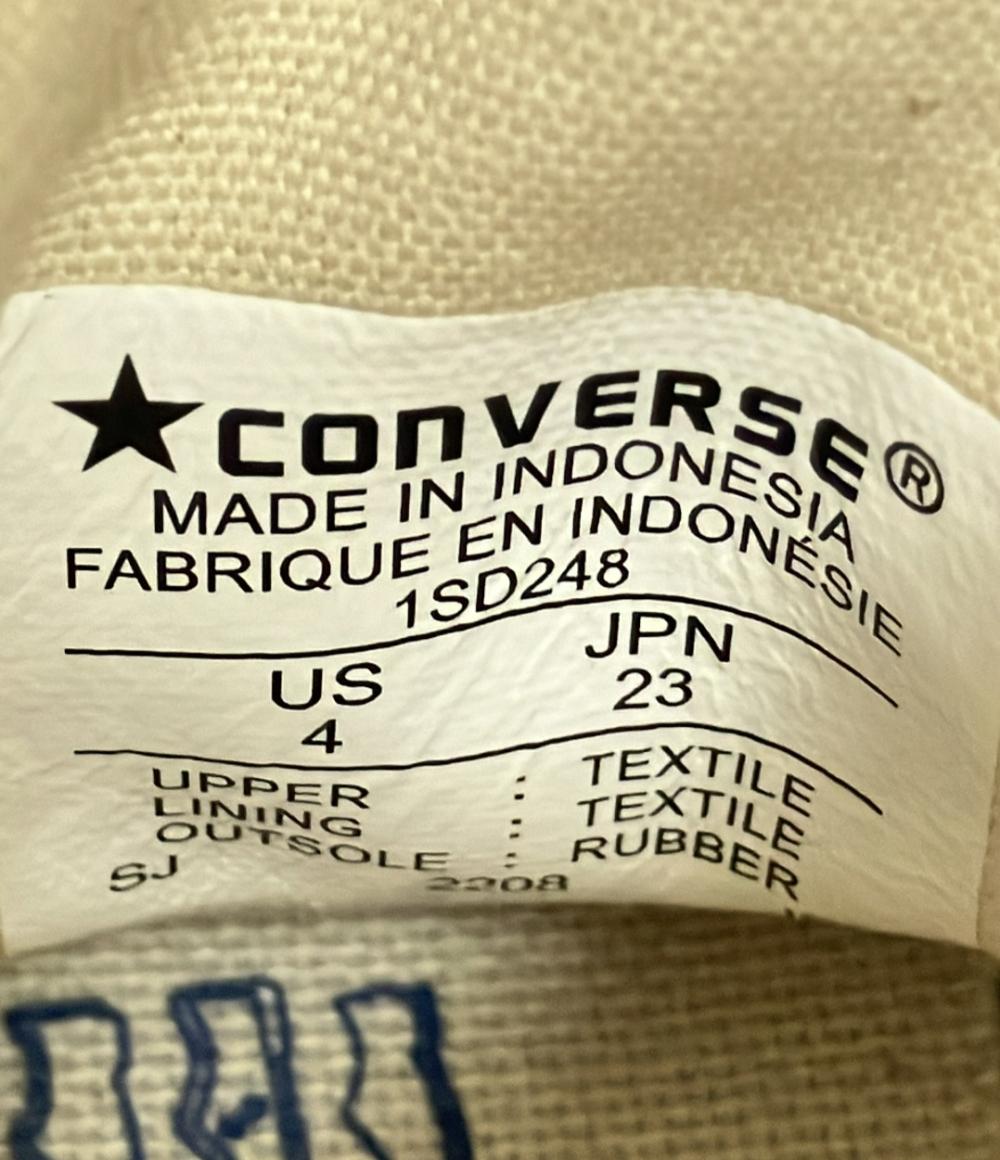 ★CONVERSE®
MADE IN INDONESIA
FABRIQUE EN INDONÉSIE
1SD248
US JPN
4 23
UPPER : TEXTILE
LINING : TEXTILE
OUTSOLE : RUBBER
SJ 2208